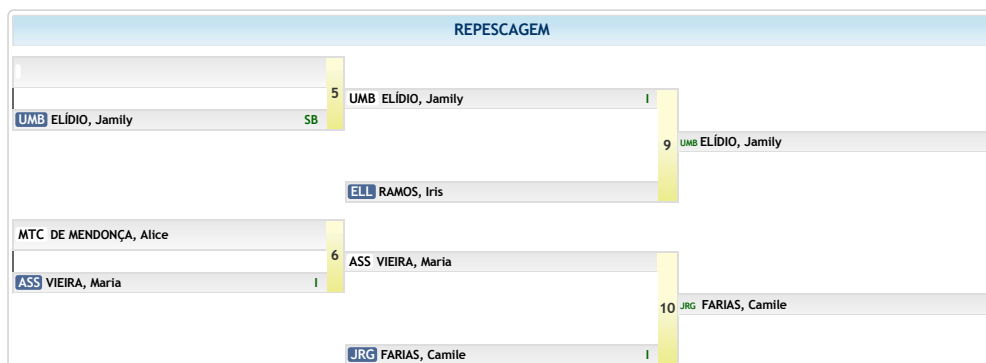 REPESCAGEM
5
UMB ELÍDIO, Jamily SB
UMB ELÍDIO, Jamily I
9
UMB ELÍDIO, Jamily
ELL RAMOS, Iris
MTC DE MENDONÇA, Alice
6
ASS VIEIRA, Maria I
ASS VIEIRA, Maria
10
JRG FARIAS, Camile
JRG FARIAS, Camile I